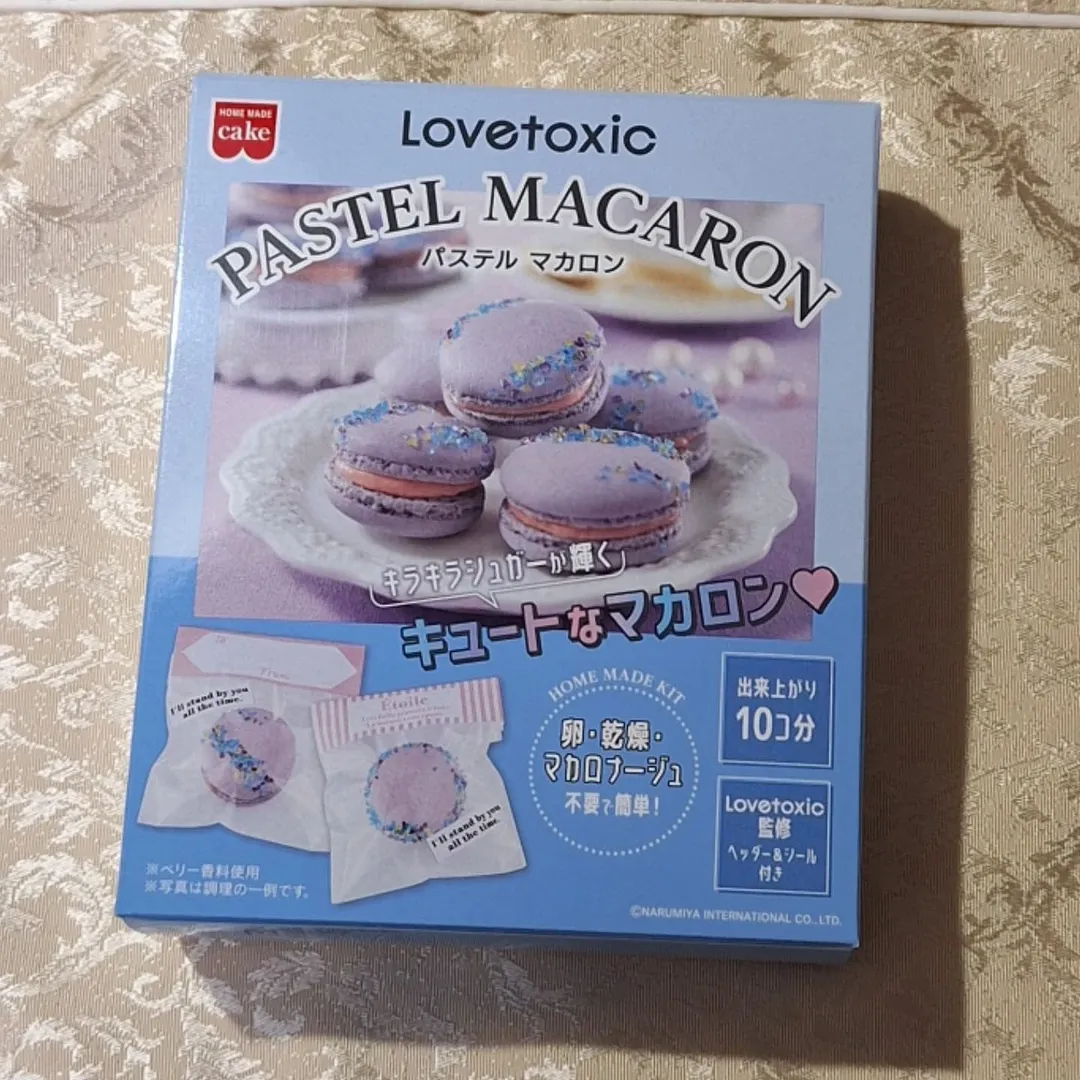 HOME MADE
cake
Lovetoxic
PASTEL MACARON
パステル マカロン
キラキラシュガーが輝く
キュートなマカロン
To
From
I'll stand by you
all the time.
Etoile
I'll stand by you
all the time.
HOME MADE KIT
卵・乾燥・
マカロナージュ
不要で簡単!
出来上がり
10コ分
Lovetoxic
監修
ヘッダー&シール
付き
※ベリー香料使用
※写真は調理の一例です。
©NARUMIYA INTERNATIONAL CO., LTD.